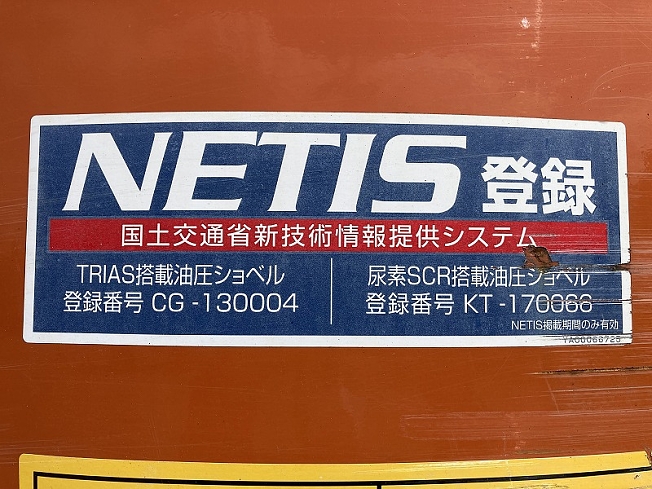 NETIS 登録
国土交通省新技術情報提供システム
TRIAS搭載油圧ショベル
登録番号 CG -130004
尿素SCR搭載油圧ショベル
登録番号 KT -170068
NETIS掲載期間のみ有効
YA00068725